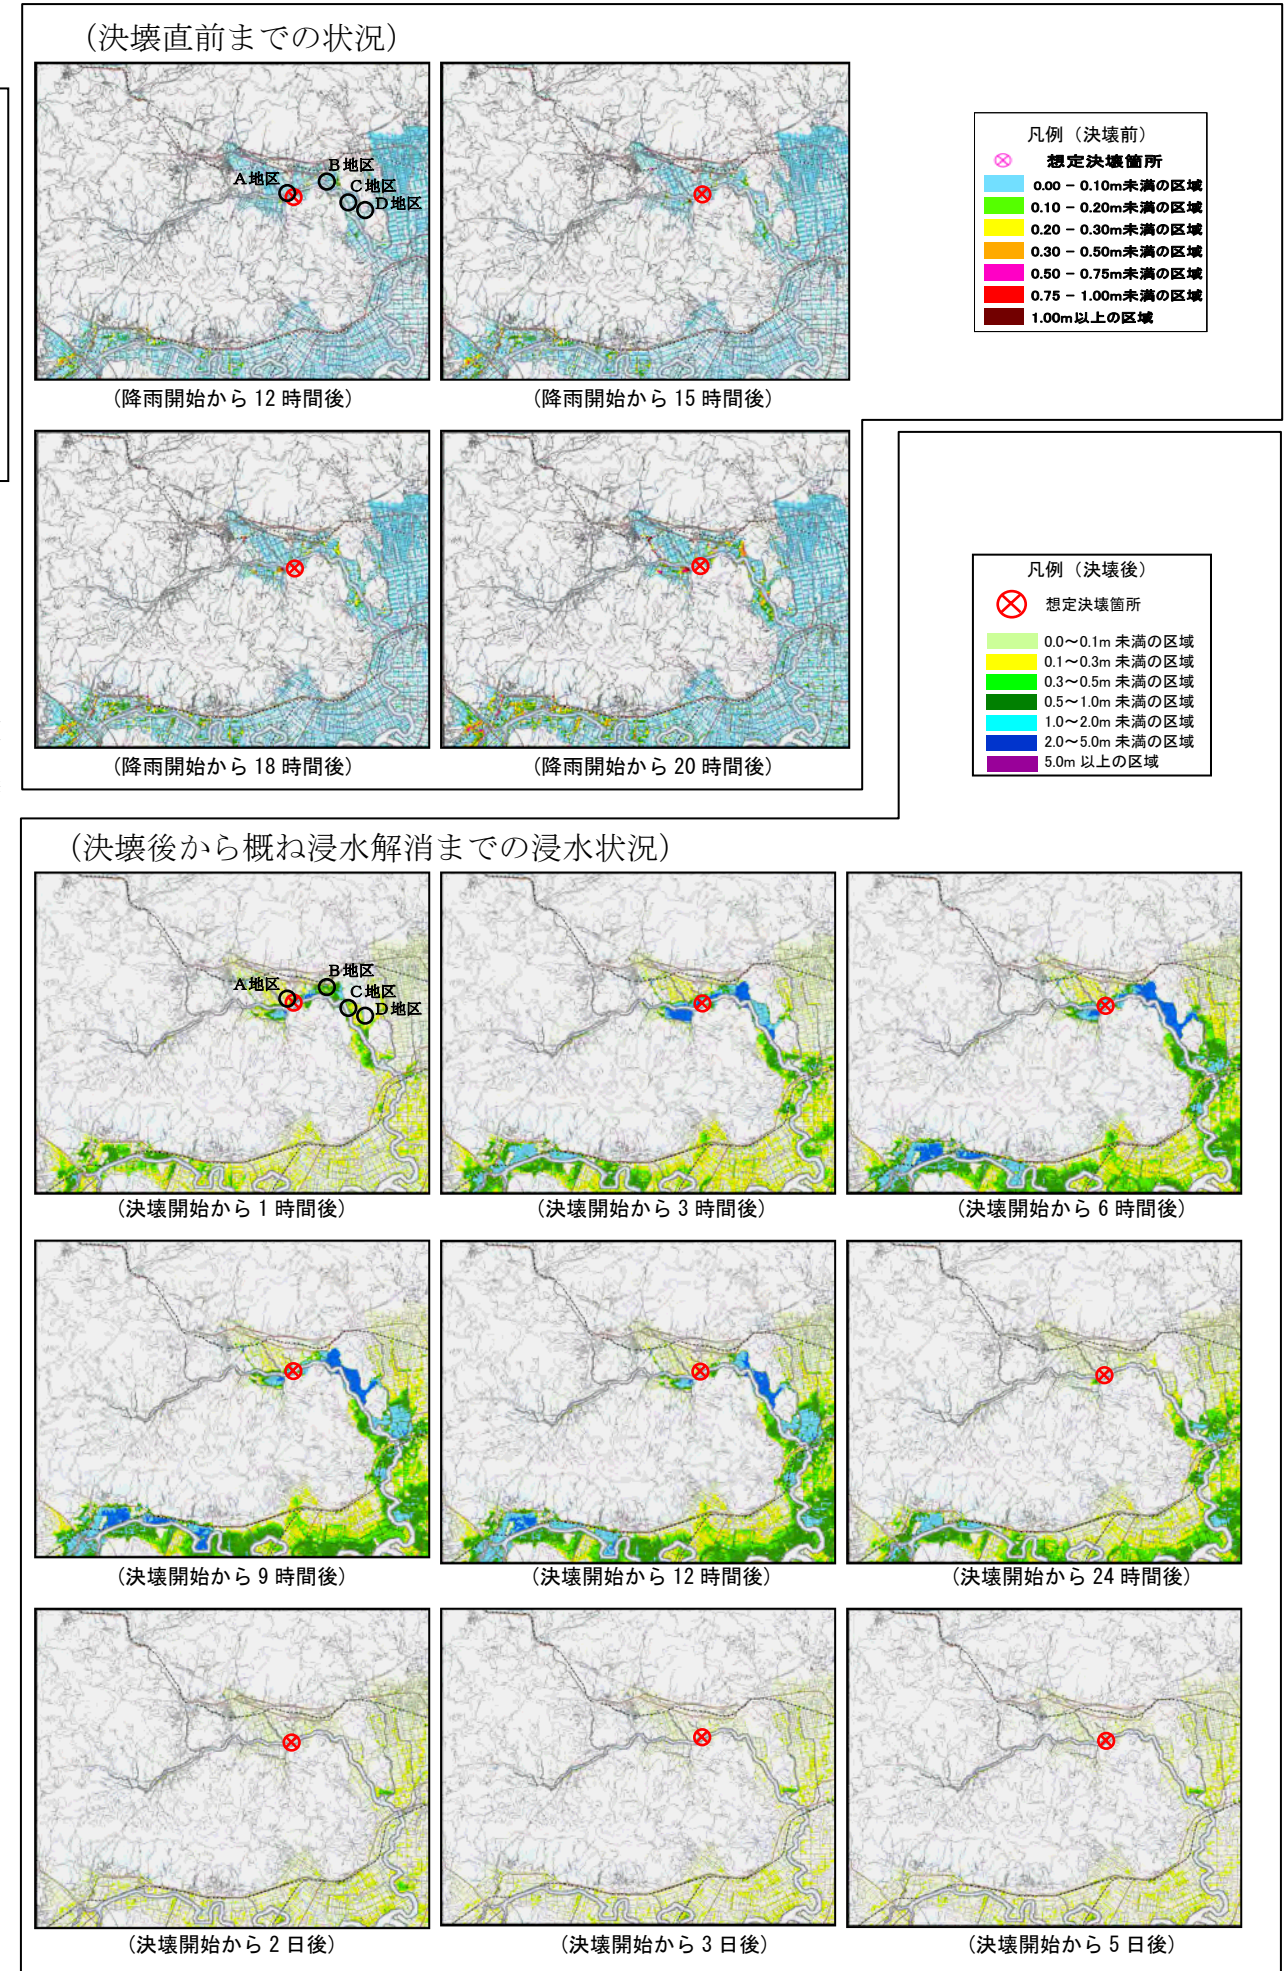 (決壊直前までの状況)
A地区
B地区
C地区
D地区
(降雨開始から 12 時間後)
(降雨開始から 15 時間後)
凡例(決壊前)
想定決壊箇所
0.00 - 0.10m未満の区域
0.10 - 0.20m未満の区域
0.20 - 0.30m未満の区域
0.30 - 0.50m未満の区域
0.50 - 0.75m未満の区域
0.75 - 1.00m未満の区域
1.00m以上の区域
(降雨開始から 18 時間後)
(降雨開始から 20 時間後)
凡例(決壊後)
想定決壊箇所
0.0~0.1m 未満の区域
0.1~0.3m 未満の区域
0.3~0.5m 未満の区域
0.5~1.0m 未満の区域
1.0~2.0m 未満の区域
2.0~5.0m 未満の区域
5.0m 以上の区域
(決壊後から概ね浸水解消までの浸水状況)
A地区
B地区
C地区
D地区
(決壊開始から 1 時間後)
(決壊開始から 3 時間後)
(決壊開始から 6 時間後)
(決壊開始から 9 時間後)
(決壊開始から 12 時間後)
(決壊開始から 24 時間後)
(決壊開始から 2 日後)
(決壊開始から 3 日後)
(決壊開始から 5 日後)